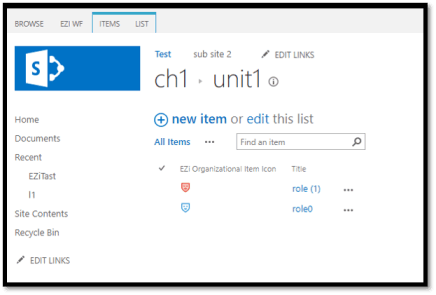 BROWSE EZI WF ITEMS LIST
S
Test sub site 2 EDIT LINKS
ch1 unit1
new item or edit this list
All Items ••• Find an item
EZI Organizational Item Icon Title
role (1) •••
role0 •••
Home
Documents
Recent
EZiTast
l1
Site Contents
Recycle Bin
EDIT LINKS